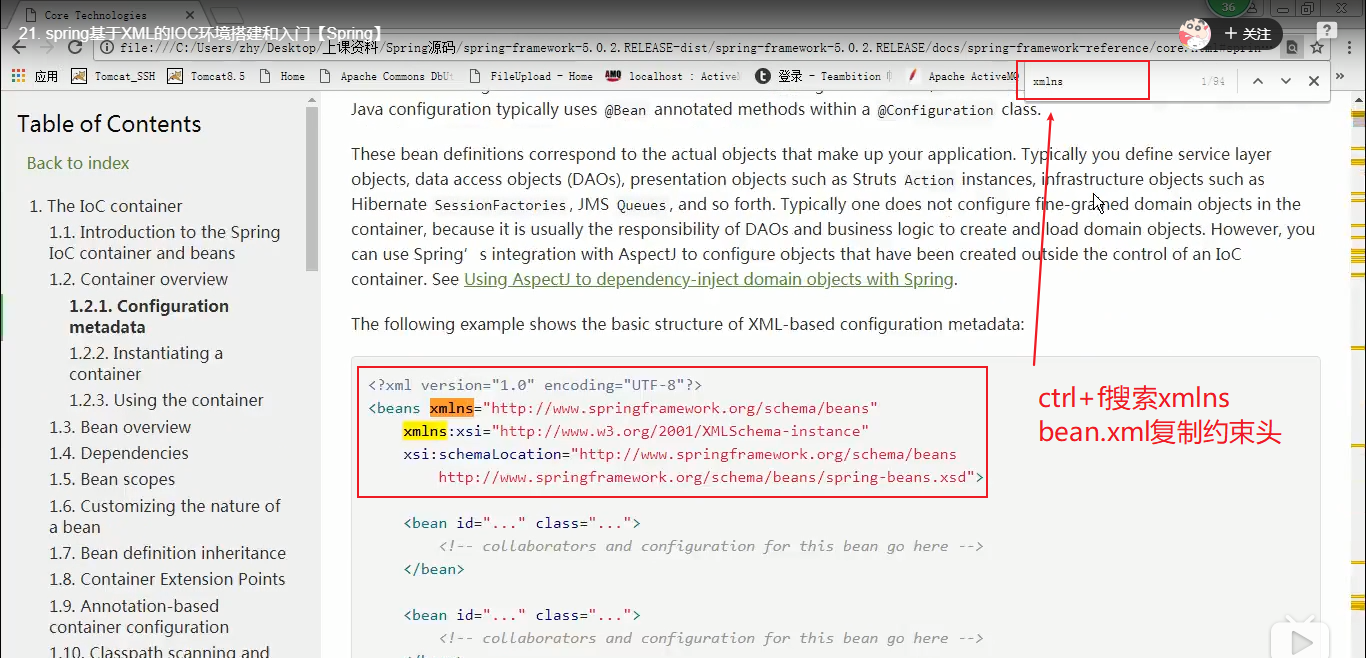 Core Technologies
36
21. spring基于XML的IOC环境搭建和入门【Spring】
+ 关注
file:///C:/Users/zhy/Desktop/上课资料/Spring源码/spring-framework-5.0.2.RELEASE-dist/spring-framework-5.0.2.RELEASE/docs/spring-framework-reference/core.
应用 Tomcat_SSH Tomcat8.5 Home Apache Commons DbU FileUpload - Home localhost : Active 登录 - Teambition Apache ActiveM »
xmlns 1/94
Table of Contents
Back to index
1. The IoC container
1.1. Introduction to the Spring
IoC container and beans
1.2. Container overview
1.2.1. Configuration
metadata
1.2.2. Instantiating a
container
1.2.3. Using the container
1.3. Bean overview
1.4. Dependencies
1.5. Bean scopes
1.6. Customizing the nature of
a bean
1.7. Bean definition inheritance
1.8. Container Extension Points
1.9. Annotation-based
container configuration
1.10. Classpath scanning and
Java configuration typically uses @Bean annotated methods within a @Configuration class.
These bean definitions correspond to the actual objects that make up your application. Typically you define service layer
objects, data access objects (DAOs), presentation objects such as Struts Action instances, infrastructure objects such as
Hibernate SessionFactories, JMS Queues, and so forth. Typically one does not configure fine-grained domain objects in the
container, because it is usually the responsibility of DAOs and business logic to create and load domain objects. However, you
can use Spring's integration with AspectJ to configure objects that have been created outside the control of an IoC
container. See Using AspectJ to dependency-inject domain objects with Spring.
The following example shows the basic structure of XML-based configuration metadata:
<?xml version="1.0" encoding="UTF-8"?>
<beans xmlns="http://www.springframework.org/schema/beans"
xmlns:xsi="http://www.w3.org/2001/XMLSchema-instance"
xsi:schemaLocation="http://www.springframework.org/schema/beans
http://www.springframework.org/schema/beans/spring-beans.xsd">
<bean id="..." class="...">
<!-- collaborators and configuration for this bean go here -->
</bean>
<bean id="..." class="...">
<!-- collaborators and configuration for this bean go here -->
ctrl+f搜索xmlns
bean.xml复制约束头